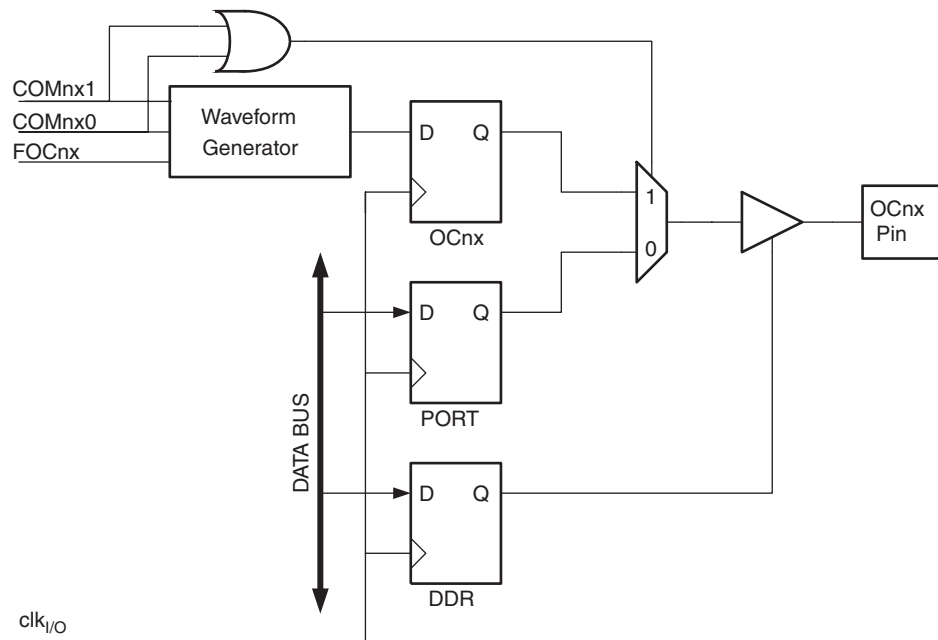 COMnx1
COMnx0
FOCnx
Waveform
Generator
D Q
OCnx
1
0
OCnx
Pin
D Q
PORT
DATA BUS
D Q
DDR
clkI/O